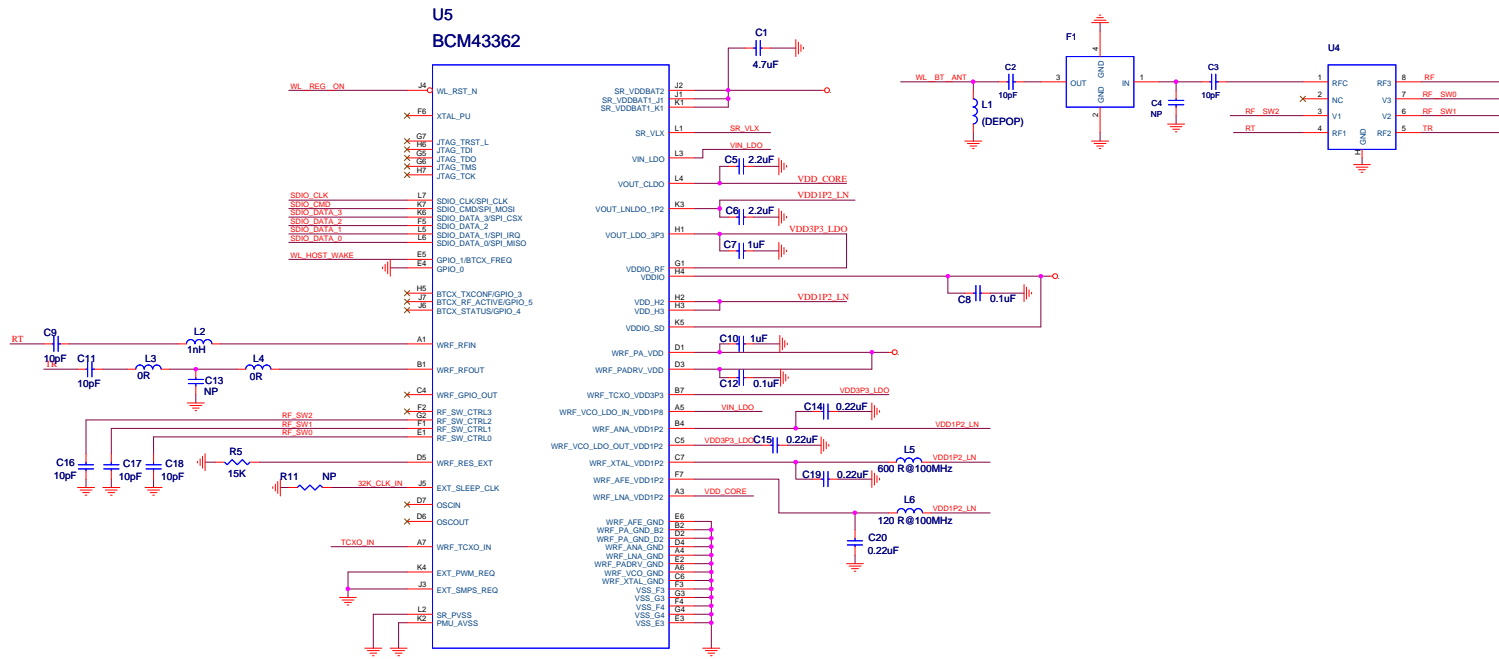 U5
BCM43362
C1
4.7uF
WL_REG_ON
J4
WL_RST_N
F6
XTAL_PU
G7
JTAG_TRST_L
H6
JTAG_TDI
G5
JTAG_TDO
G6
JTAG_TMS
H7
JTAG_TCK
SDIO_CLK
L7
SDIO_CLK/SPI_CLK
SDIO_CMD
K7
SDIO_CMD/SPI_MOSI
SDIO_DATA_3
K6
SDIO_DATA_3/SPI_CSX
SDIO_DATA_2
F5
SDIO_DATA_2
SDIO_DATA_1
L5
SDIO_DATA_1/SPI_IRQ
SDIO_DATA_0
L6
SDIO_DATA_0/SPI_MISO
WL_HOST_WAKE
E5
GPIO_1/BTCX_FREQ
E4
GPIO_0
H5
BTCX_TXCONF/GPIO_3
J7
BTCX_RF_ACTIVE/GPIO_5
J6
BTCX_STATUS/GPIO_4
RT
C9
10pF
L2
1nH
A1
WRF_RFIN
TR
C11
10pF
L3
0R
C13
NP
L4
0R
B1
WRF_RFOUT
C4
WRF_GPIO_OUT
F2
RF_SW_CTRL3
RF_SW2
G2
RF_SW_CTRL2
RF_SW1
F1
RF_SW_CTRL1
RF_SW0
E1
RF_SW_CTRL0
C16
10pF
C17
10pF
C18
10pF
R5
15K
D5
WRF_RES_EXT
R11
NP
32K_CLK_IN
J5
EXT_SLEEP_CLK
D7
OSCIN
D6
OSCOUT
TCXO_IN
A7
WRF_TCXO_IN
K4
EXT_PWM_REQ
J3
EXT_SMPS_REQ
L2
SR_PVSS
K2
PMU_AVSS
SR_VDDBAT2
J2
SR_VDDBAT1_J1
J1
SR_VDDBAT1_K1
K1
SR_VLX
L1
SR_VLX
VIN_LDO
L3
VIN_LDO
C5
2.2uF
VOUT_CLDO
L4
VDD_CORE
VOUT_LNLDO_1P2
K3
VDD1P2_LN
C6
2.2uF
VOUT_LDO_3P3
H1
VDD3P3_LDO
C7
1uF
VDDIO_RF
G1
VDDIO
H4
C8
0.1uF
VDD_H2
H2
VDD1P2_LN
VDD_H3
H3
VDDIO_SD
K5
C10
1uF
WRF_PA_VDD
D1
WRF_PADRV_VDD
D3
C12
0.1uF
WRF_TCXO_VDD3P3
B7
VDD3P3_LDO
WRF_VCO_LDO_IN_VDD1P8
A5
VIN_LDO
C14
0.22uF
WRF_ANA_VDD1P2
B4
VDD1P2_LN
WRF_VCO_LDO_OUT_VDD1P2
C5
VDD3P3_LDO
C15
0.22uF
WRF_XTAL_VDD1P2
C7
L5
600 R@100MHz
VDD1P2_LN
C19
0.22uF
WRF_AFE_VDD1P2
F7
WRF_LNA_VDD1P2
A3
VDD_CORE
L6
120 R@100MHz
VDD1P2_LN
C20
0.22uF
WRF_AFE_GND
E6
WRF_PA_GND_B2
B2
WRF_PA_GND_D2
D2
WRF_ANA_GND
D4
WRF_LNA_GND
A4
WRF_PADRV_GND
E2
WRF_VCO_GND
A6
WRF_XTAL_GND
C6
VSS_F3
F3
VSS_G3
G3
VSS_F4
F4
VSS_G4
G4
VSS_E3
E3
WL_BT_ANT
L1
(DEPOP)
C2
10pF
F1
4
GND
3
OUT
IN
1
GND
2
C4
NP
C3
10pF
U4
1
RFC
RF3
8
RF
2
NC
V3
7
RF_SW0
RF_SW2
3
V1
V2
6
RF_SW1
RT
4
RF1
RF2
5
TR
GND